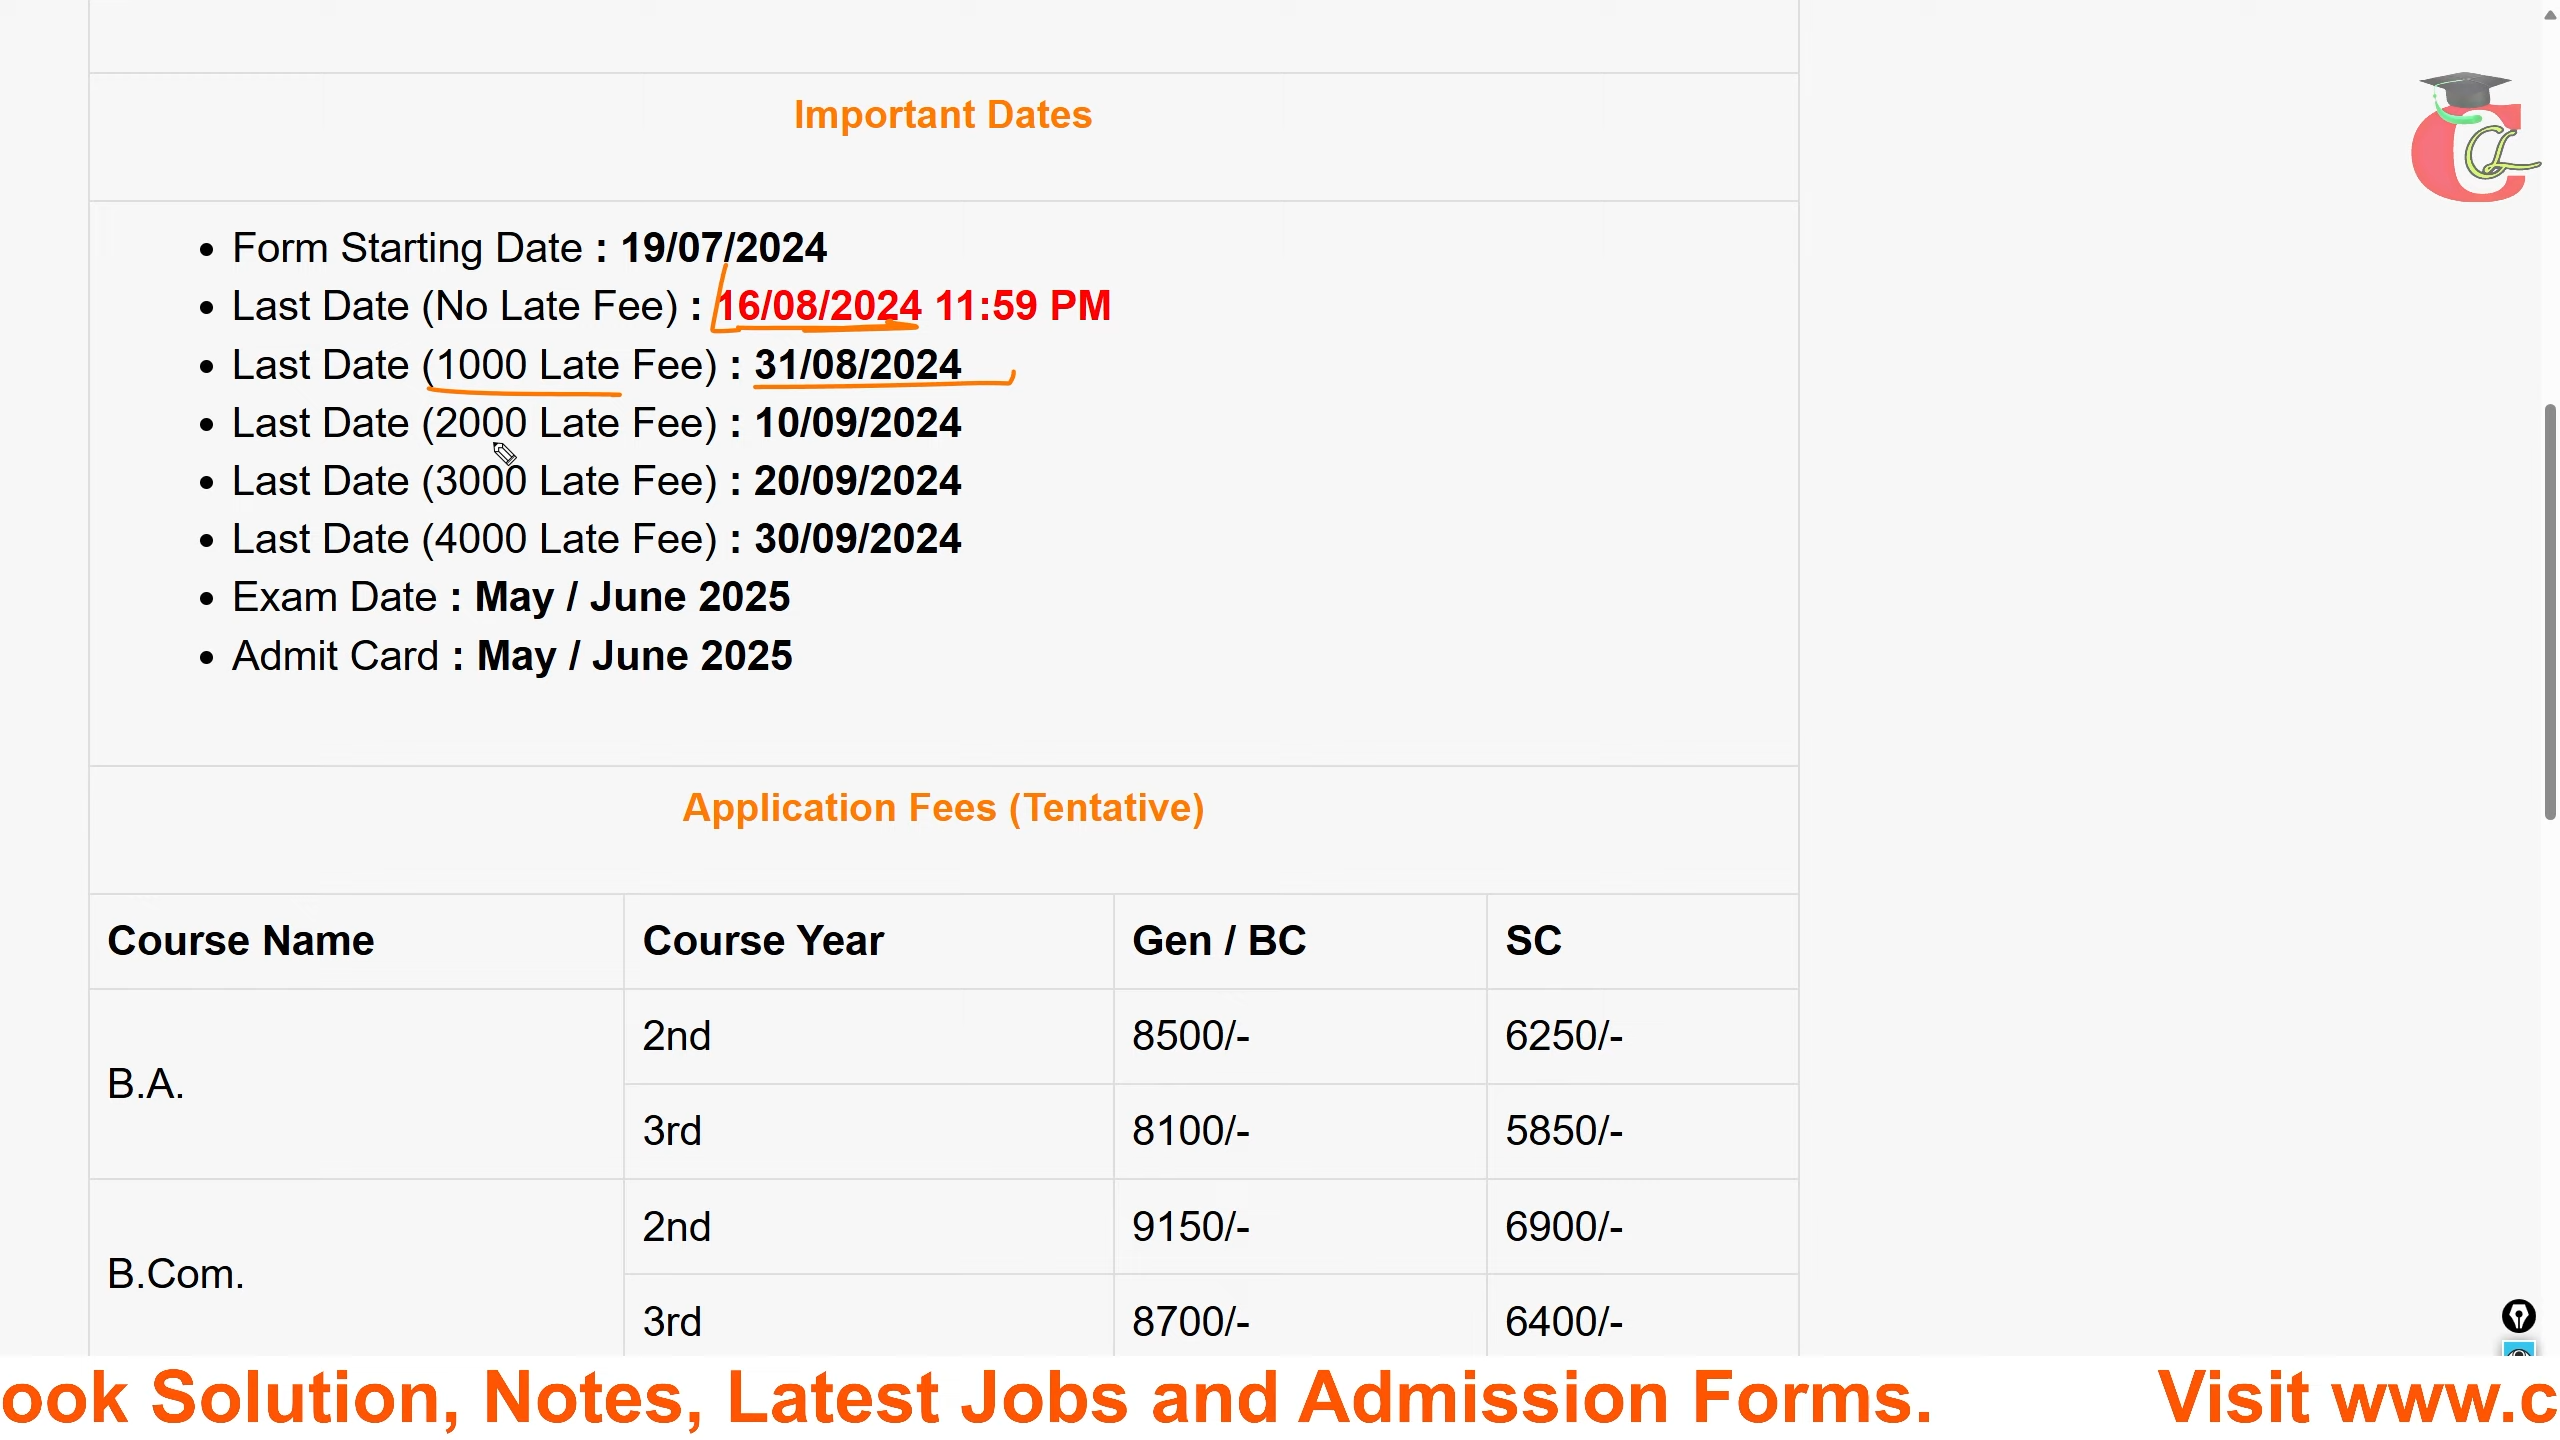 Important Dates
Form Starting Date : 19/07/2024
Last Date (No Late Fee) : 16/08/2024 11:59 PM
Last Date (1000 Late Fee) : 31/08/2024
Last Date (2000 Late Fee) : 10/09/2024
Last Date (3000 Late Fee) : 20/09/2024
Last Date (4000 Late Fee) : 30/09/2024
Exam Date : May / June 2025
Admit Card : May / June 2025
Application Fees (Tentative)
Course Name Course Year Gen / BC SC
B.A.
2nd 8500/- 6250/-
3rd 8100/- 5850/-
B.Com.
2nd 9150/- 6900/-
3rd 8700/- 6400/-
ook Solution, Notes, Latest Jobs and Admission Forms. Visit www.c